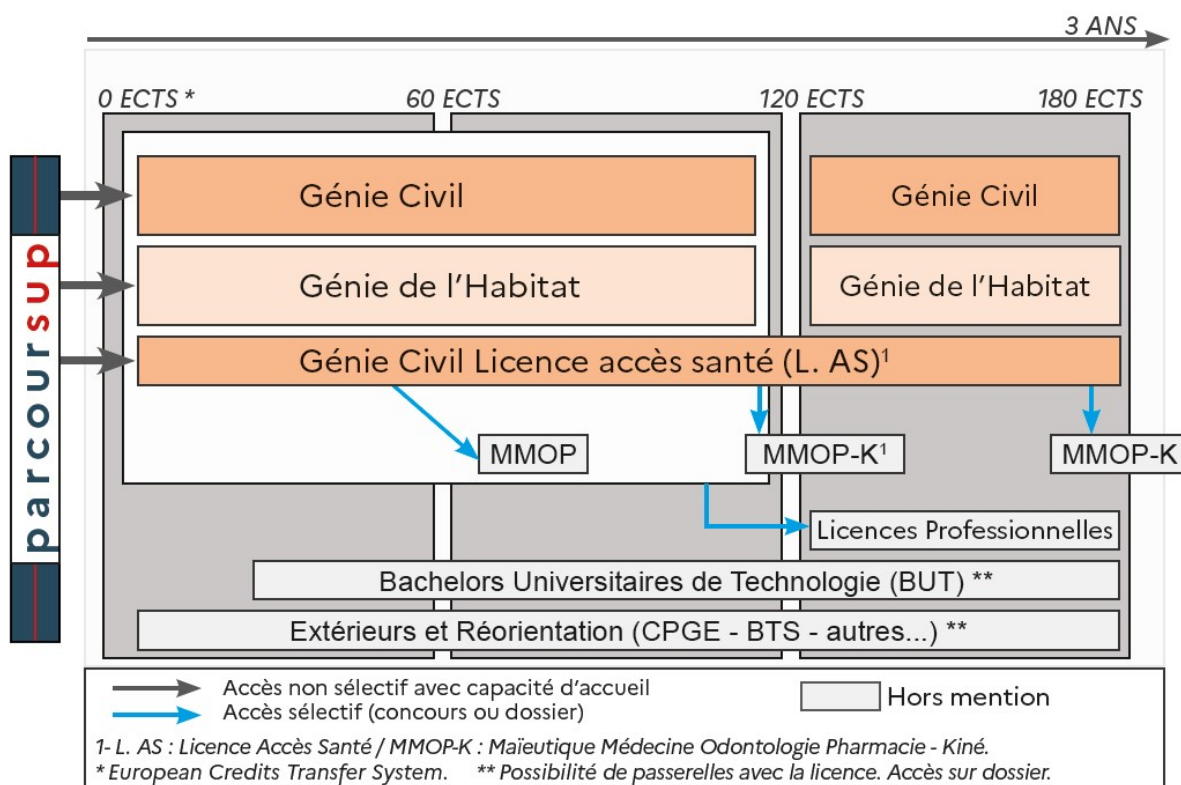 3 ANS
0 ECTS * 60 ECTS 120 ECTS 180 ECTS
parcoursup
Génie Civil Génie Civil
Génie de l'Habitat Génie de l'Habitat
Génie Civil Licence accès santé (L. AS)¹
MMOP MMOP-K¹ MMOP-K
Licences Professionnelles
Bachelors Universitaires de Technologie (BUT) **
Extérieurs et Réorientation (CPGE - BTS - autres...) **
Accès non sélectif avec capacité d'accueil Hors mention
Accès sélectif (concours ou dossier)
1- L. AS : Licence Accès Santé / MMOP-K : Maïeutique Médecine Odontologie Pharmacie - Kiné.
* European Credits Transfer System. ** Possibilité de passerelles avec la licence. Accès sur dossier.